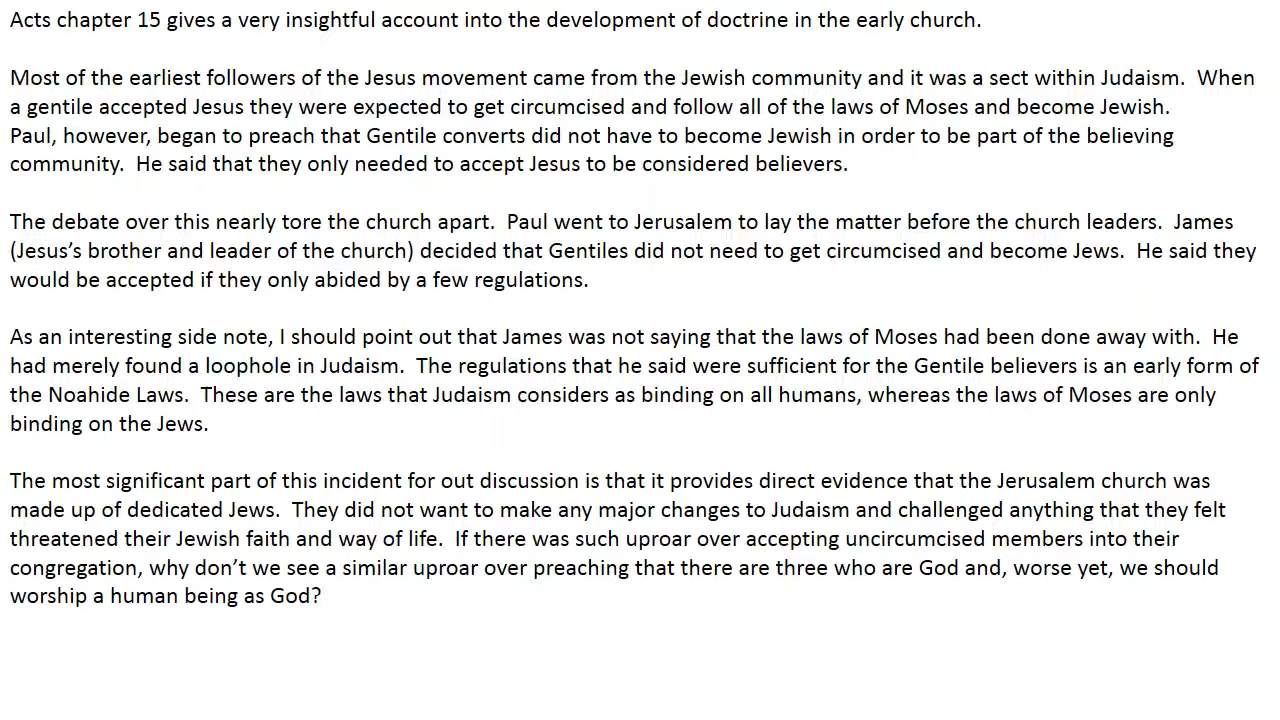 Acts chapter 15 gives a very insightful account into the development of doctrine in the early church.
Most of the earliest followers of the Jesus movement came from the Jewish community and it was a sect within Judaism.  When
a gentile accepted Jesus they were expected to get circumcised and follow all of the laws of Moses and become Jewish.
Paul, however, began to preach that Gentile converts did not have to become Jewish in order to be part of the believing
community.  He said that they only needed to accept Jesus to be considered believers.
The debate over this nearly tore the church apart.  Paul went to Jerusalem to lay the matter before the church leaders.  James
(Jesus’s brother and leader of the church) decided that Gentiles did not need to get circumcised and become Jews.  He said they
would be accepted if they only abided by a few regulations.
As an interesting side note, I should point out that James was not saying that the laws of Moses had been done away with.  He
had merely found a loophole in Judaism.  The regulations that he said were sufficient for the Gentile believers is an early form of
the Noahide Laws.  These are the laws that Judaism considers as binding on all humans, whereas the laws of Moses are only
binding on the Jews.
The most significant part of this incident for out discussion is that it provides direct evidence that the Jerusalem church was
made up of dedicated Jews.  They did not want to make any major changes to Judaism and challenged anything that they felt
threatened their Jewish faith and way of life.  If there was such uproar over accepting uncircumcised members into their
congregation, why don’t we see a similar uproar over preaching that there are three who are God and, worse yet, we should
worship a human being as God?